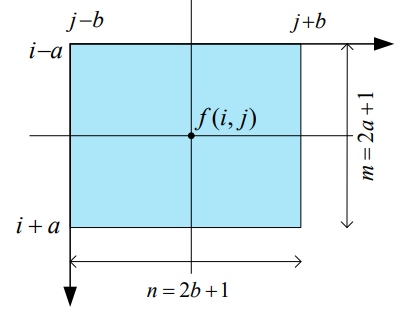 j−b
j+b
i−a
f(i, j)
m = 2a+1
i+a
n = 2b+1